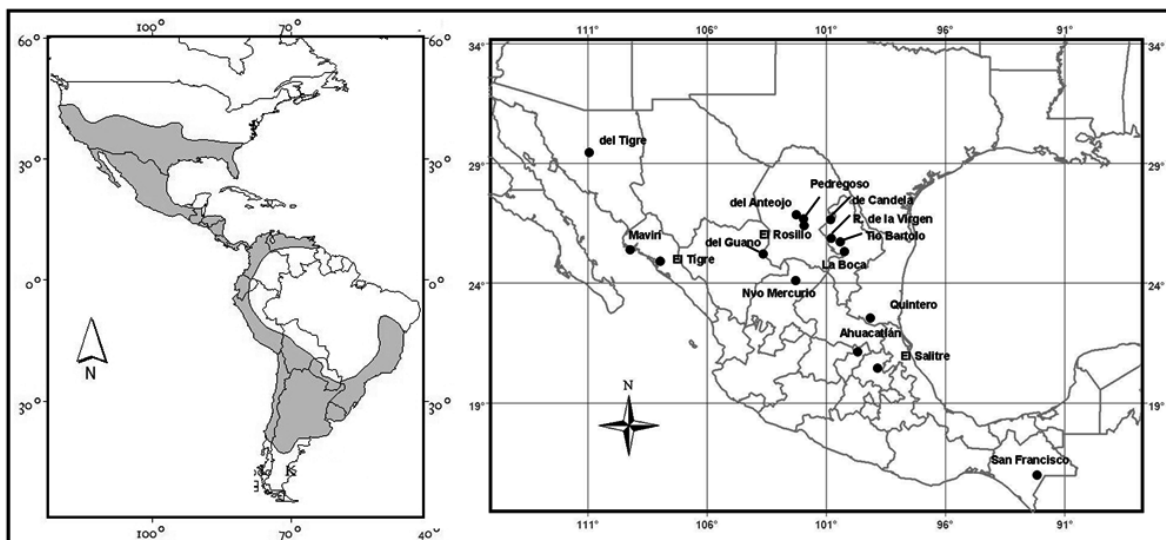 100° 70°
60° 60°
30° 30°
0° 0°
30° 30°
N
100° 70° 40°
111° 106° 101° 96° 91°
34° 34°
del Tigre
29° 29°
Pedregoso
del Anteojo
de Candela
R. de la Virgen
El Rosillo
Tio Bartolo
Mavirí
del Guano
El Tigre
La Boca
Nvo Mercurio
24° 24°
Quintero
Ahuacatlán
El Salitre
N
19° 19°
San Francisco
111° 106° 101° 96° 91°